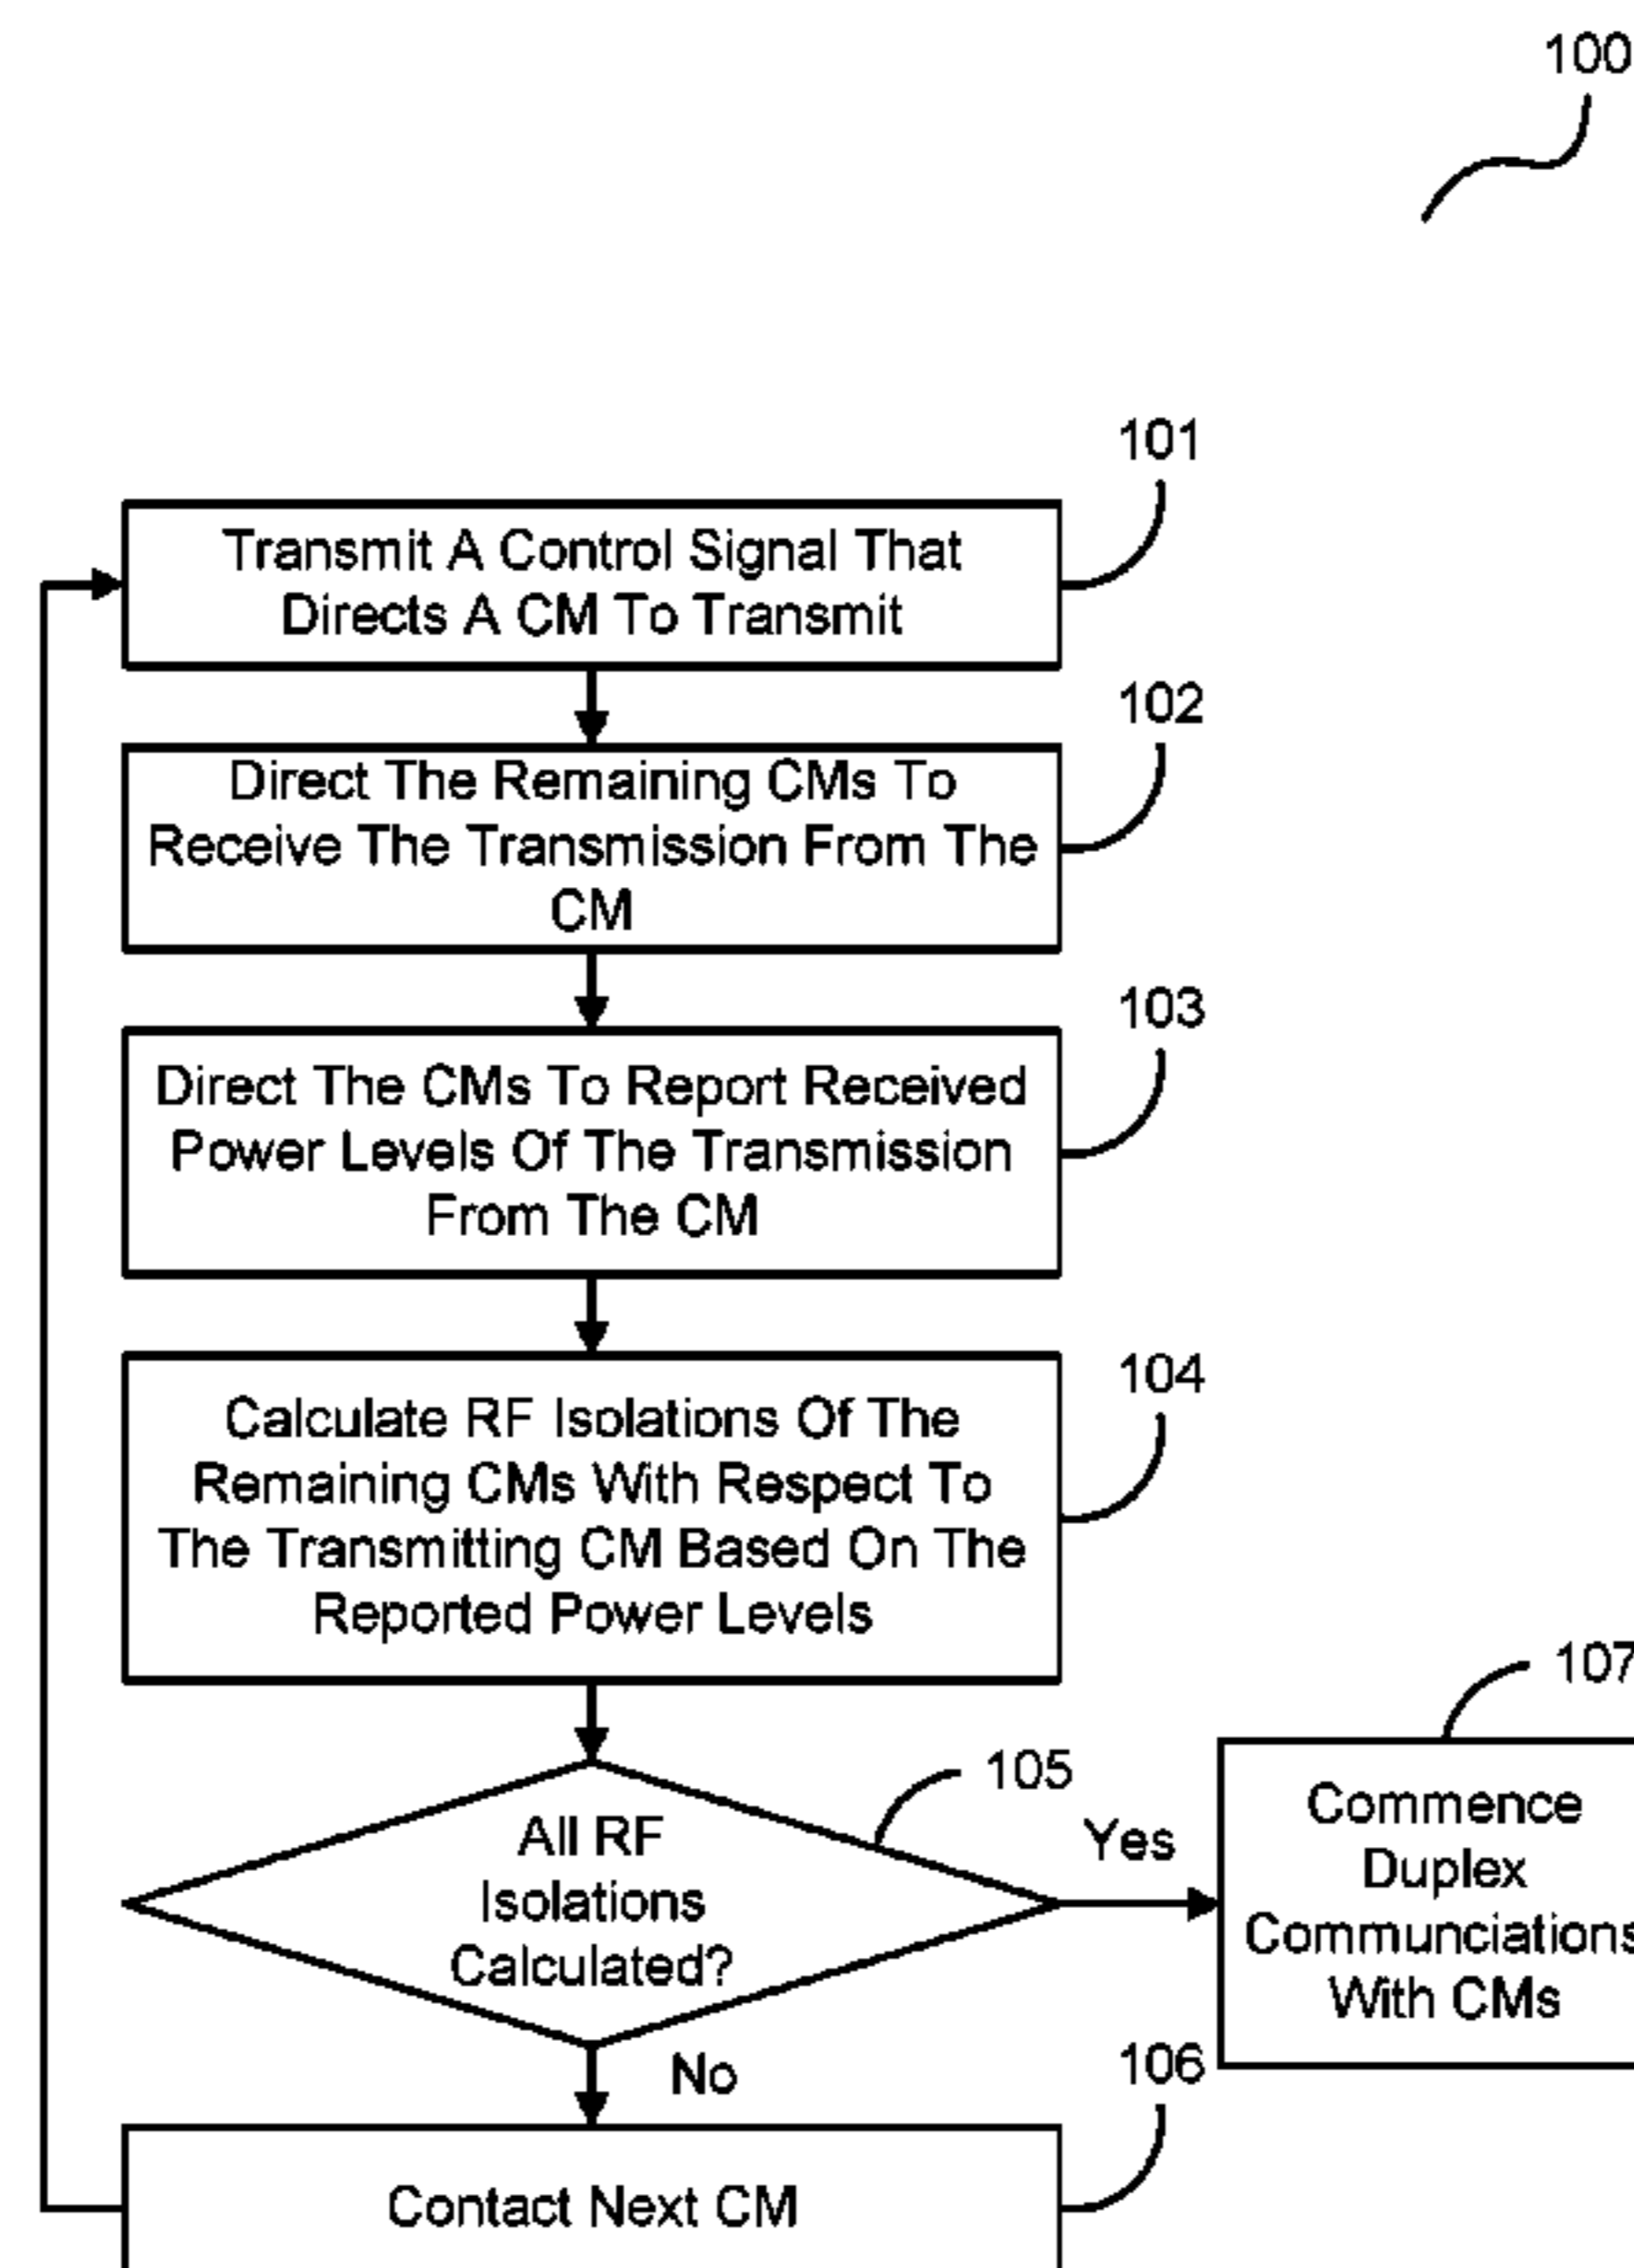 100
101
Transmit A Control Signal That
Directs A CM To Transmit
102
Direct The Remaining CMs To
Receive The Transmission From The
CM
103
Direct The CMs To Report Received
Power Levels Of The Transmission
From The CM
104
Calculate RF Isolations Of The
Remaining CMs With Respect To
The Transmitting CM Based On The
Reported Power Levels
107
105
All RF
Isolations
Calculated?
Yes
Commence
Duplex
Communciations
With CMs
No
106
Contact Next CM